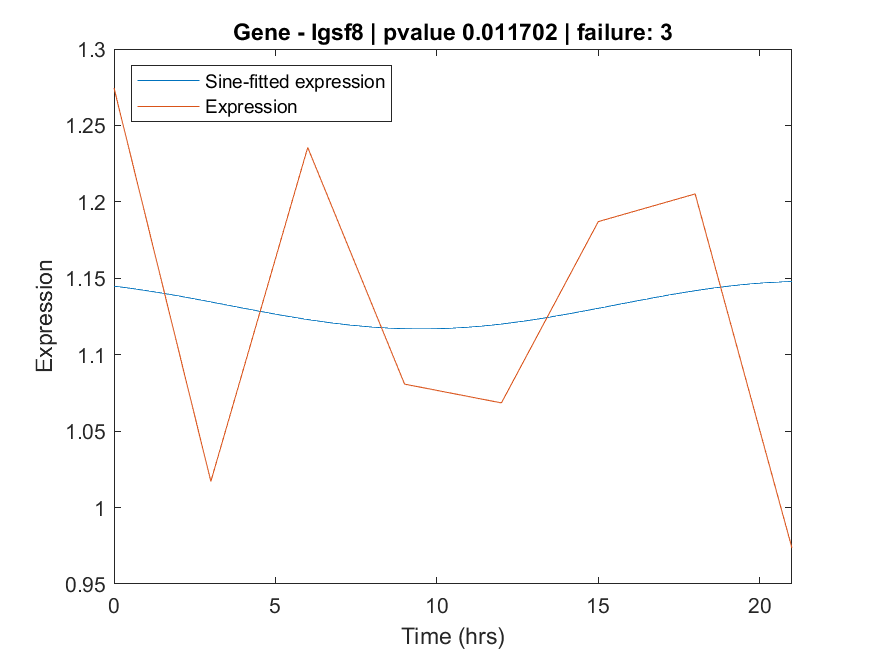 Gene - Igsf8 | pvalue 0.011702 | failure: 3
1.3
1.25
1.2
1.15
1.1
1.05
1
0.95
Expression
Sine-fitted expression
Expression
0 5 10 15 20
Time (hrs)